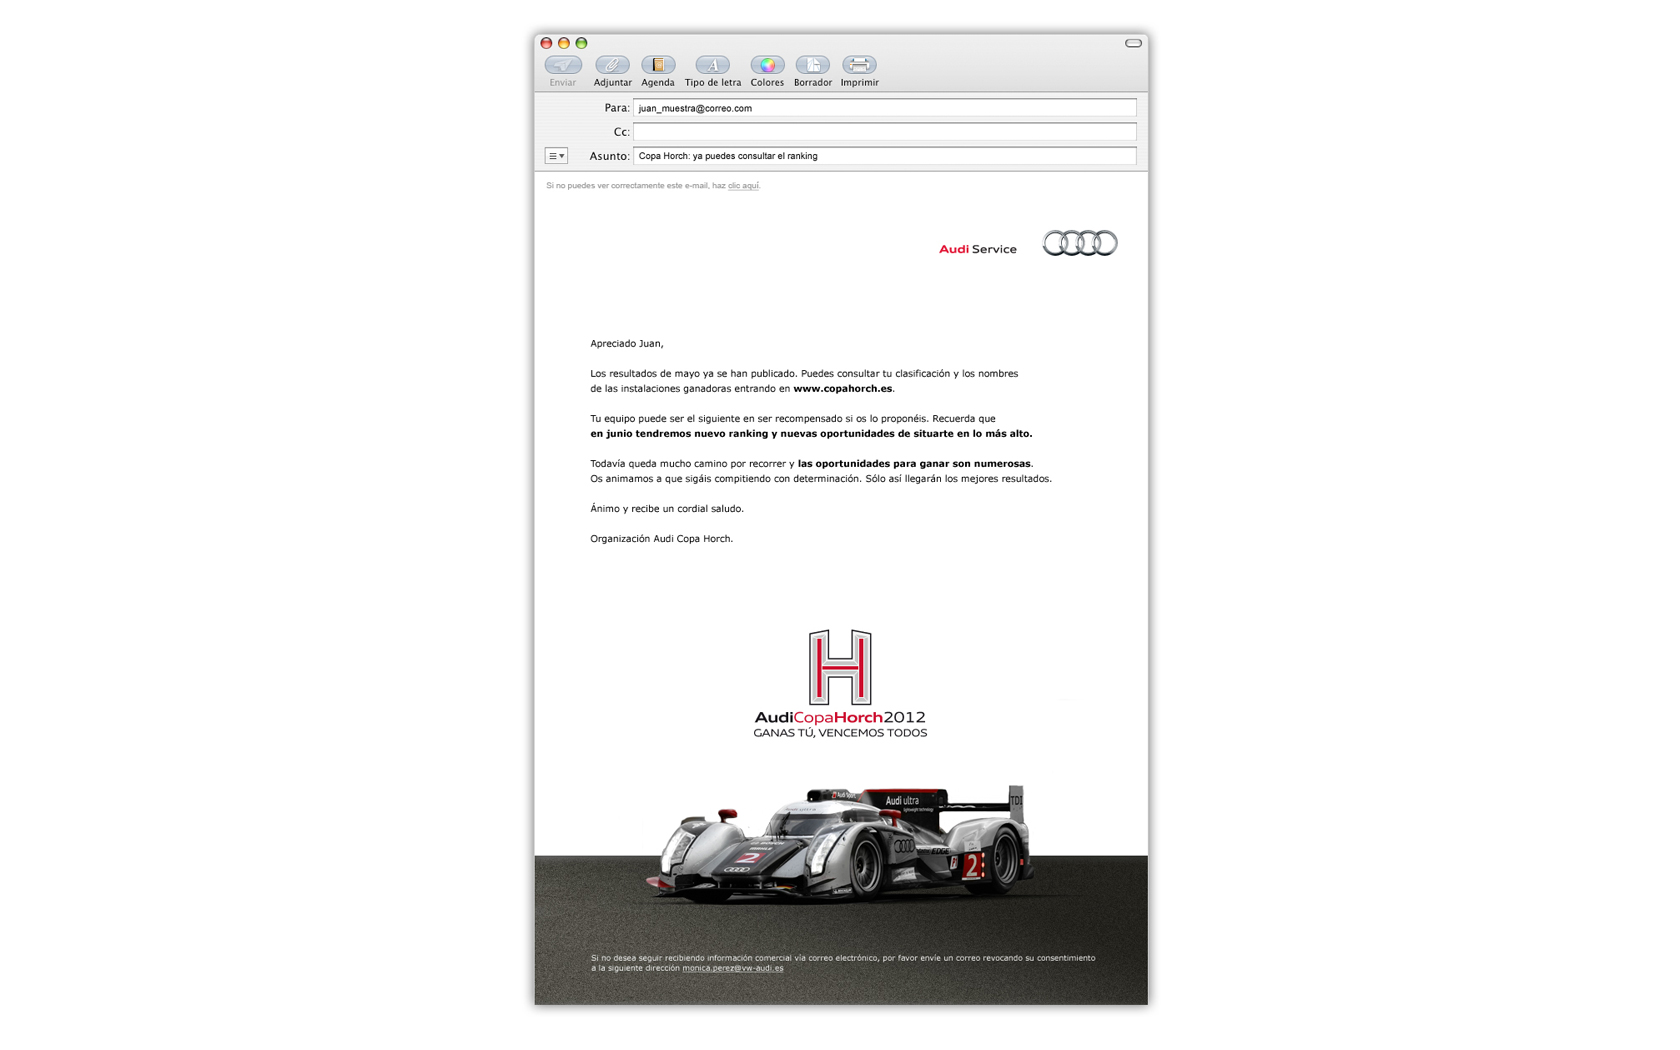 Enviar Adjuntar Agenda Tipo de letra Colores Borrador Imprimir
Para: juan_muestra@correo.com
Cc:
Asunto: Copa Horch: ya puedes consultar el ranking
Si no puedes ver correctamente este e-mail, haz clic aquí.
Audi Service
Apreciado Juan,
Los resultados de mayo ya se han publicado. Puedes consultar tu clasificación y los nombres
de las instalaciones ganadoras entrando en www.copahorch.es.
Tu equipo puede ser el siguiente en ser recompensado si os lo proponéis. Recuerda que
en junio tendremos nuevo ranking y nuevas oportunidades de situarte en lo más alto.
Todavía queda mucho camino por recorrer y las oportunidades para ganar son numerosas.
Os animamos a que sigáis compitiendo con determinación. Sólo así llegarán los mejores resultados.
Ánimo y recibe un cordial saludo.
Organización Audi Copa Horch.
H
AudiCopaHorch2012
GANAS TÚ, VENCEMOS TODOS
Audi ultra
lightweight technology
TDI
2
2
Si no desea seguir recibiendo información comercial vía correo electrónico, por favor envíe un correo revocando su consentimiento
a la siguiente dirección monica.perez@vw-audi.es